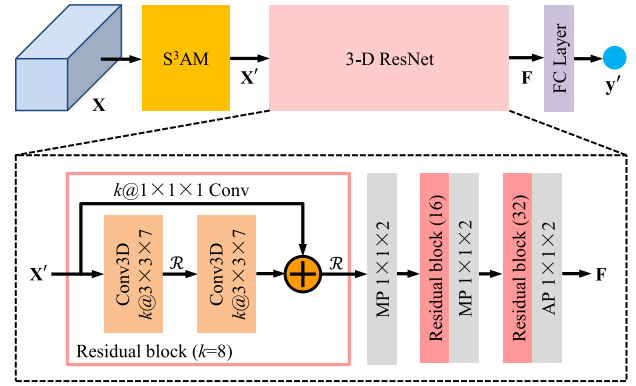 X
S³AM
X′
3-D ResNet
F
FC Layer
y′
k@1×1×1 Conv
X′
Conv3D
k@3×3×7
ℛ
Conv3D
k@3×3×7
ℛ
Residual block (k=8)
MP 1×1×2
Residual block (16)
MP 1×1×2
Residual block (32)
AP 1×1×2
F